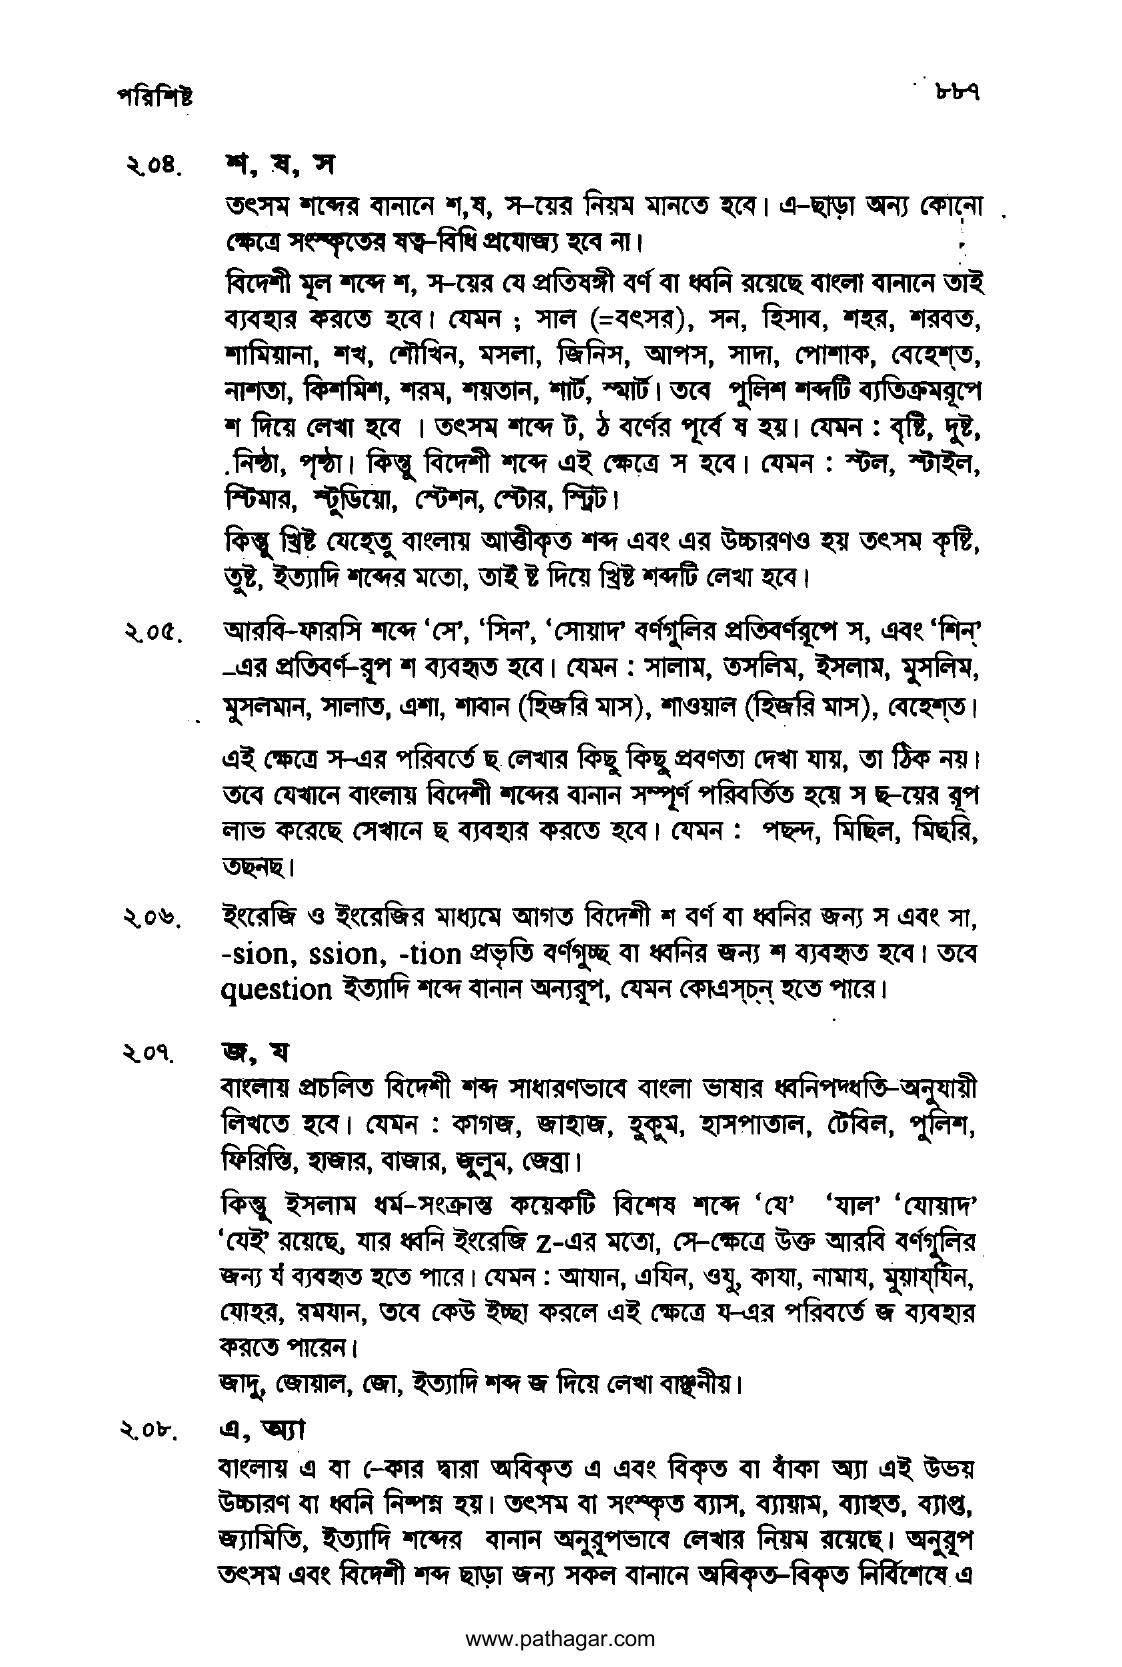 পরিশিষ্ট ৮৮৭
২.০৪. শ, ষ, স
তৎসম শব্দের বানানে শ,ষ, স–য়ের নিয়ম মানতে হবে। এ–ছাড়া অন্য কোনো
ক্ষেত্রে সংস্কৃতের ষত্ব–বিধি প্রযোজ্য হবে না।
বিদেশী মূল শব্দে শ, স–য়ের যে প্রতিষঙ্গী বর্ণ বা ধ্বনি রয়েছে বাংলা বানানে তাই
ব্যবহার করতে হবে। যেমন ; সাল (=বৎসর), সন, হিসাব, শহর, শরবত,
শামিয়ানা, শখ, শৌখিন, মসলা, জিনিস, আপস, সাদা, পোশাক, বেহেশ্‌ত,
নাশতা, কিশমিশ, শরম, শয়তান, শার্ট, স্মার্ট। তবে পুলিশ শব্দটি ব্যতিক্রমরূপে
শ দিয়ে লেখা হবে । তৎসম শব্দে ট, ঠ বর্ণের পূর্বে ষ হয়। যেমন : বৃষ্টি, দুষ্ট,
নিষ্ঠা, পৃষ্ঠা। কিন্তু বিদেশী শব্দে এই ক্ষেত্রে স হবে। যেমন : স্টল, স্টাইল,
স্টিমার, স্টুডিয়ো, স্টেশন, স্টোর, স্ট্রিট।
কিন্তু খ্রিষ্ট যেহেতু বাংলায় আত্তীকৃত শব্দ এবং এর উচ্চারণও হয় তৎসম কৃষ্টি,
তুষ্ট, ইত্যাদি শব্দের মতো, তাই ষ্ট দিয়ে খ্রিষ্ট শব্দটি লেখা হবে।
২.০৫. আরবি–ফারসি শব্দে ‘সে’, ‘সিন’, ‘সোয়াদ’ বর্ণগুলির প্রতিবর্ণরূপে স, এবং ‘শিন্‌’
–এর প্রতিবর্ণ–রূপ শ ব্যবহৃত হবে। যেমন : সালাম, তসলিম, ইসলাম, মুসলিম,
মুসলমান, সালাত, এশা, শাবান (হিজরি মাস), শাওয়াল (হিজরি মাস), বেহেশ্‌ত।
এই ক্ষেত্রে স–এর পরিবর্তে ছ লেখার কিছু কিছু প্রবণতা দেখা যায়, তা ঠিক নয়।
তবে যেখানে বাংলায় বিদেশী শব্দের বানান সম্পূর্ণ পরিবর্তিত হয়ে স ছ–য়ের রূপ
লাভ করেছে সেখানে ছ ব্যবহার করতে হবে। যেমন : পছন্দ, মিছিল, মিছরি,
তছনছ।
২.০৬. ইংরেজি ও ইংরেজির মাধ্যমে আগত বিদেশী শ বর্ণ বা ধ্বনির জন্য স এবং সা,
-sion, ssion, -tion প্রভৃতি বর্ণগুচ্ছ বা ধ্বনির জন্য শ ব্যবহৃত হবে। তবে
question ইত্যাদি শব্দে বানান অন্যরূপ, যেমন কোএস্‌চন্‌ হতে পারে।
২.০৭. জ, য
বাংলায় প্রচলিত বিদেশী শব্দ সাধারণভাবে বাংলা ভাষার ধ্বনিপদ্ধতি–অনুযায়ী
লিখতে হবে। যেমন : কাগজ, জাহাজ, হুকুম, হাসপাতাল, টেবিল, পুলিশ,
ফিরিস্তি, হাজার, বাজার, জুলুম, জেব্রা।
কিন্তু ইসলাম ধর্ম–সংক্রান্ত কয়েকটি বিশেষ শব্দে ‘যে’ ‘যাল’ ‘যোয়াদ’
‘যেই’ রয়েছে, যার ধ্বনি ইংরেজি z–এর মতো, সে–ক্ষেত্রে উক্ত আরবি বর্ণগুলির
জন্য য ব্যবহৃত হতে পারে। যেমন : আযান, এযিন, ওযু, কাযা, নামায, মুয়ায্‌যিন,
যোহর, রমযান, তবে কেউ ইচ্ছা করলে এই ক্ষেত্রে য–এর পরিবর্তে জ ব্যবহার
করতে পারেন।
জাদু, জোয়াল, জো, ইত্যাদি শব্দ জ দিয়ে লেখা বাঞ্ছনীয়।
২.০৮. এ, অ্যা
বাংলায় এ বা ে–কার দ্বারা অবিকৃত এ এবং বিকৃত বা বাঁকা অ্যা এই উভয়
উচ্চারণ বা ধ্বনি নিষ্পন্ন হয়। তৎসম বা সংস্কৃত ব্যাস, ব্যায়াম, ব্যাহত, ব্যাপ্ত,
জ্যামিতি, ইত্যাদি শব্দের বানান অনুরূপভাবে লেখার নিয়ম রয়েছে। অনুরূপ
তৎসম এবং বিদেশী শব্দ ছাড়া জন্য সকল বানানে অবিকৃত–বিকৃত নির্বিশেষে এ
www.pathagar.com